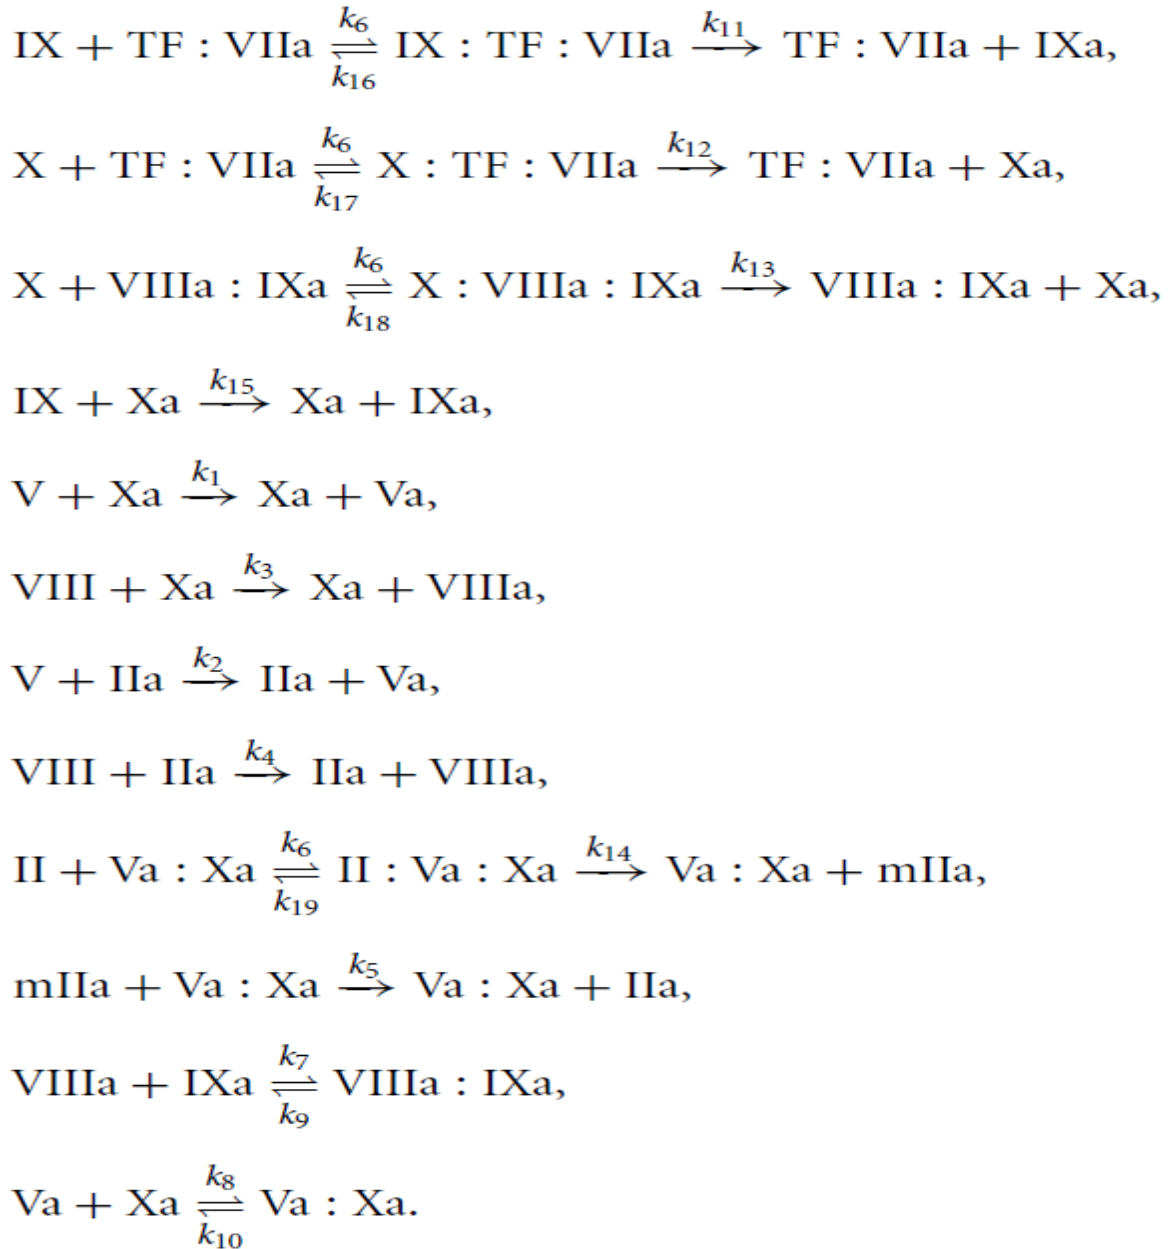 IX + TF : VIIa ⇌[k₆][k₁₆] IX : TF : VIIa →[k₁₁] TF : VIIa + IXa,
X + TF : VIIa ⇌[k₆][k₁₇] X : TF : VIIa →[k₁₂] TF : VIIa + Xa,
X + VIIIa : IXa ⇌[k₆][k₁₈] X : VIIIa : IXa →[k₁₃] VIIIa : IXa + Xa,
IX + Xa →[k₁₅] Xa + IXa,
V + Xa →[k₁] Xa + Va,
VIII + Xa →[k₃] Xa + VIIIa,
V + IIa →[k₂] IIa + Va,
VIII + IIa →[k₄] IIa + VIIIa,
II + Va : Xa ⇌[k₆][k₁₉] II : Va : Xa →[k₁₄] Va : Xa + mIIa,
mIIa + Va : Xa →[k₅] Va : Xa + IIa,
VIIIa + IXa ⇌[k₇][k₉] VIIIa : IXa,
Va + Xa ⇌[k₈][k₁₀] Va : Xa.